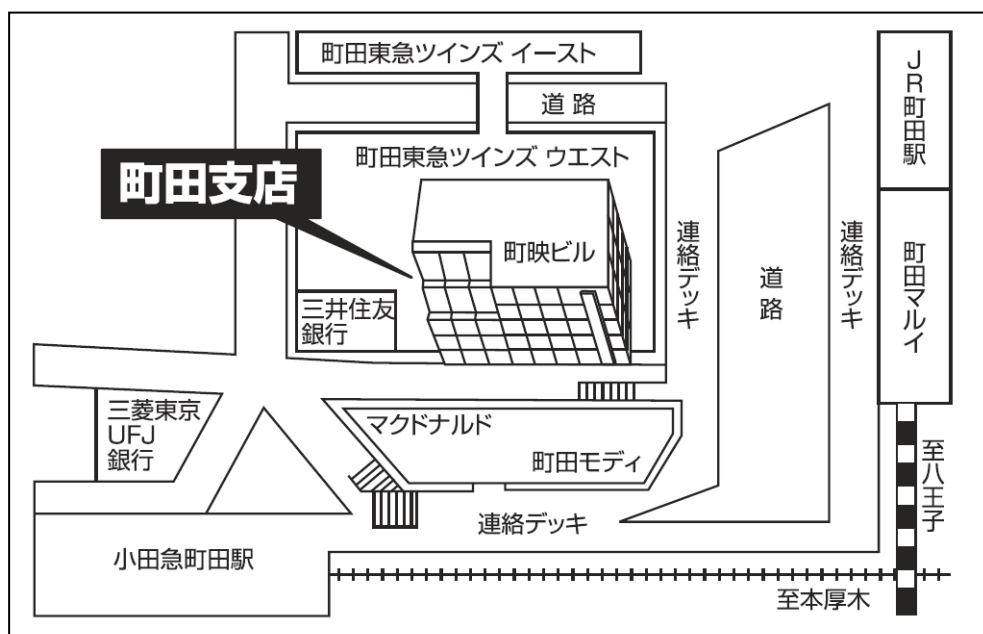 町田東急ツインズ イースト
道 路
町田東急ツインズ ウエスト
町田支店
町映ビル
三井住友
銀行
連絡デッキ
道路
連絡デッキ
JR町田駅
町田マルイ
三菱東京
UFJ
銀行
マクドナルド
町田モディ
連絡デッキ
小田急町田駅
至八王子
至本厚木